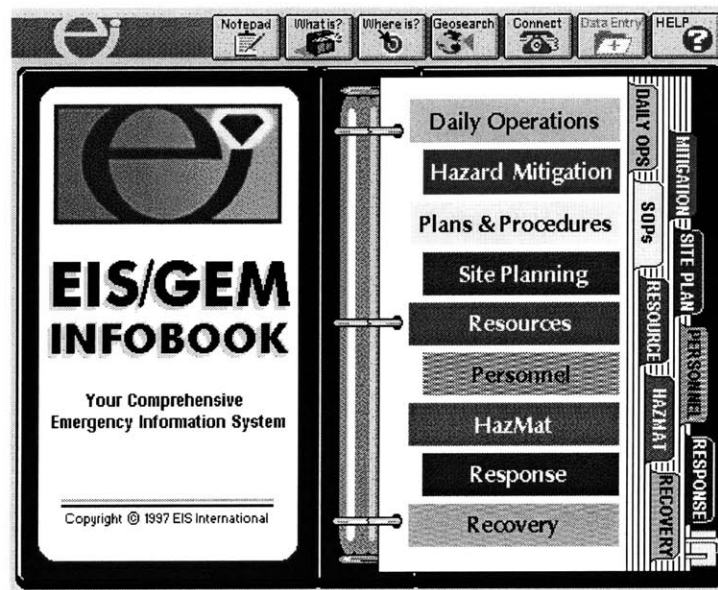 Notepad
What is?
Where is?
Geosearch
Connect
Data Entry
HELP
ei
EIS/GEM
INFOBOOK
Your Comprehensive
Emergency Information System
Copyright © 1997 EIS International
Daily Operations
Hazard Mitigation
Plans & Procedures
Site Planning
Resources
Personnel
HazMat
Response
Recovery
DAILY OPS
SOPs
RESOURCE
HAZMAT
RECOVERY
MITIGATION
SITE PLAN
PERSONNEL
RESPONSE